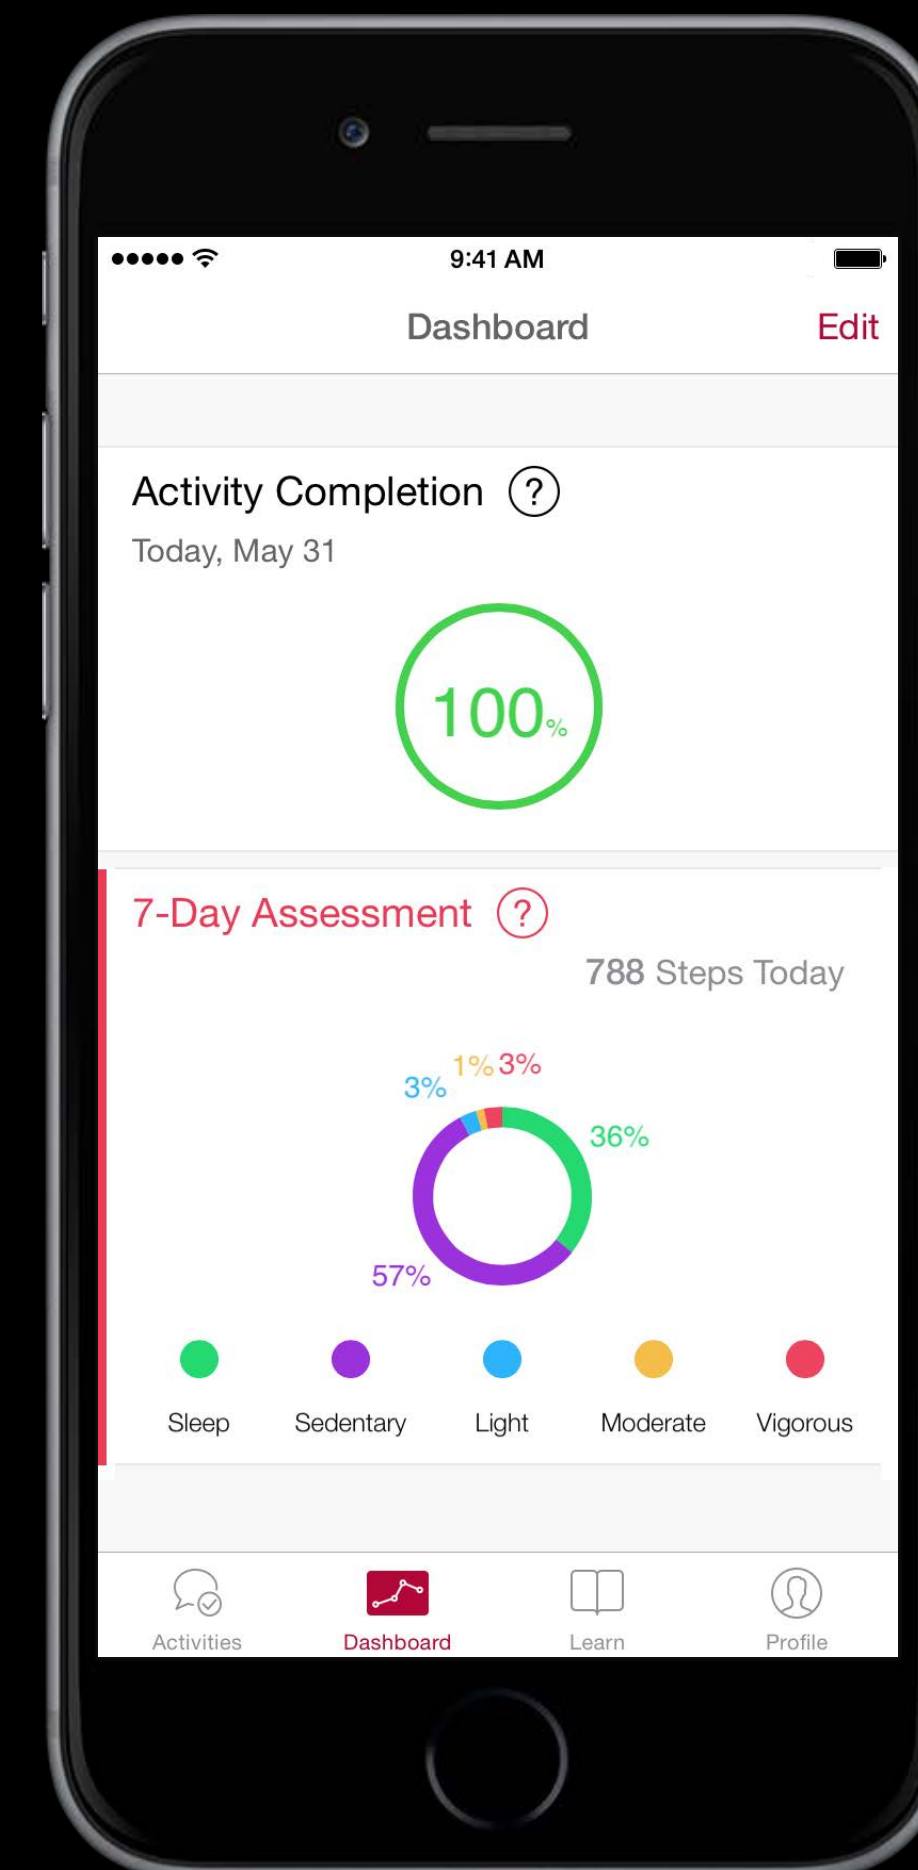 9:41 AM
Dashboard Edit
Activity Completion ?
Today, May 31
100%
7-Day Assessment ?
788 Steps Today
1% 3%
3%
36%
57%
Sleep Sedentary Light Moderate Vigorous
Activities Dashboard Learn Profile